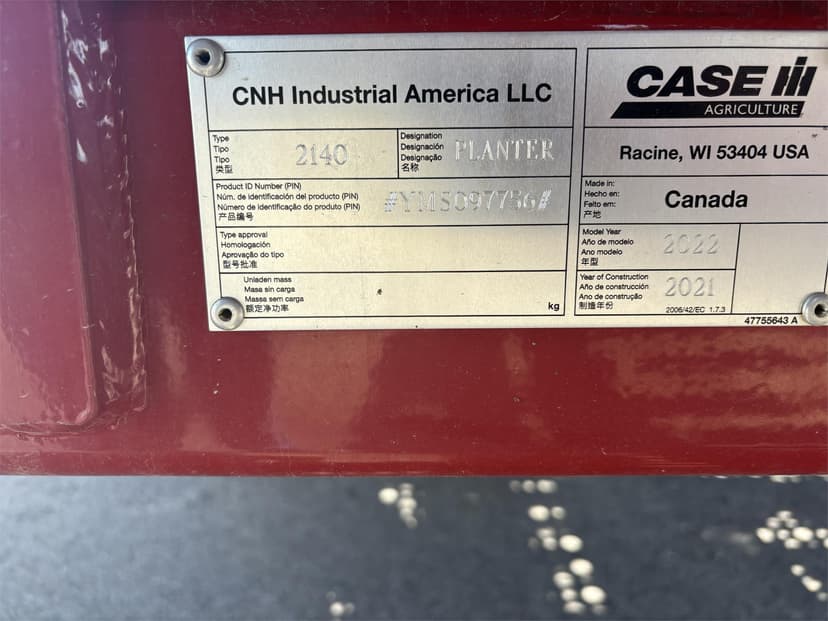 CNH Industrial America LLC
Type
Tipo
Tipo
类型
2140
Designation
Designación
Designação
名称
PLANTER
Product ID Number (PIN)
Núm. de identificación del producto (PIN)
Número de identificação do produto (PIN)
产品编号
#YMS097756#
Type approval
Homologación
Aprovação do tipo
型号批准
Unladen mass
Masa sin carga
Massa sem carga
额定净功率
kg
CASE IH
AGRICULTURE
Racine, WI 53404 USA
Made in:
Hecho en:
Feito em:
产地
Canada
Model Year
Año de modelo
Ano modelo
年型
2022
Year of Construction
Año de construcción
Ano de construção
制造年份
2021
2006/42/EC 1.7.3
47755643 A